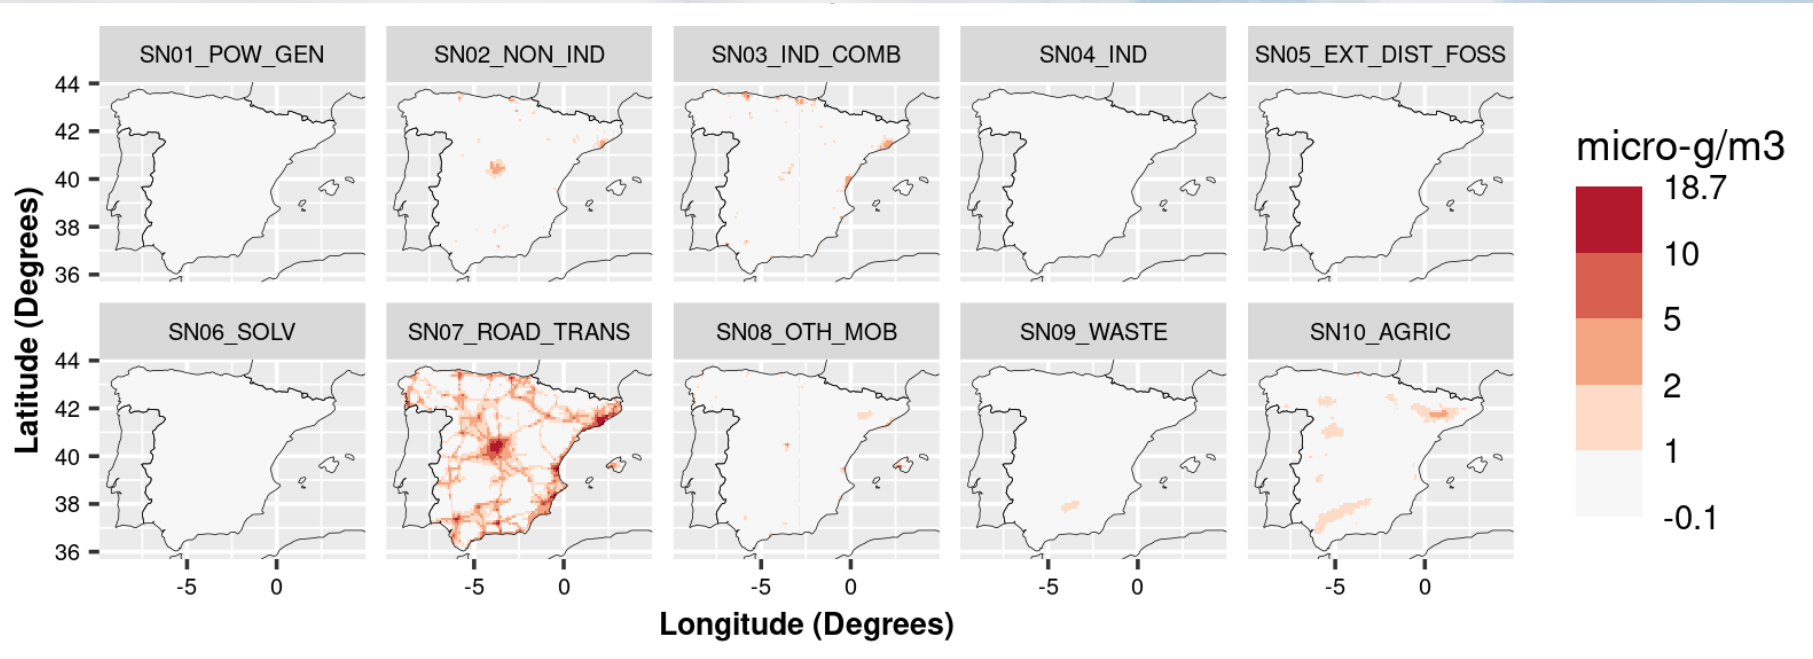 SN01_POW_GEN SN02_NON_IND SN03_IND_COMB SN04_IND SN05_EXT_DIST_FOSS
44
42
40
38
36
SN06_SOLV SN07_ROAD_TRANS SN08_OTH_MOB SN09_WASTE SN10_AGRIC
44
42
40
38
36
-5 0 -5 0 -5 0 -5 0 -5 0
Longitude (Degrees)
Latitude (Degrees)
micro-g/m3
18.7
10
5
2
1
-0.1